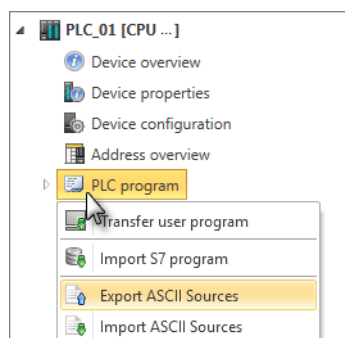 PLC_01 [CPU ...]
Device overview
Device properties
Device configuration
Address overview
PLC program
Transfer user program
Import S7 program
Export ASCII Sources
Import ASCII Sources